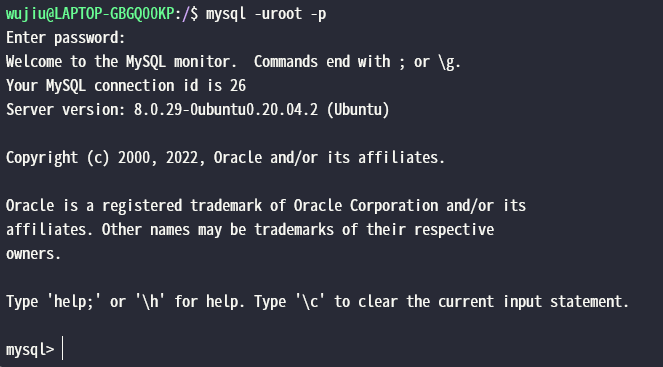 wujiu@LAPTOP-GBGQ00KP:/$ mysql -uroot -p
Enter password:
Welcome to the MySQL monitor.  Commands end with ; or \g.
Your MySQL connection id is 26
Server version: 8.0.29-0ubuntu0.20.04.2 (Ubuntu)
Copyright (c) 2000, 2022, Oracle and/or its affiliates.
Oracle is a registered trademark of Oracle Corporation and/or its
affiliates. Other names may be trademarks of their respective
owners.
Type 'help;' or '\h' for help. Type '\c' to clear the current input statement.
mysql>